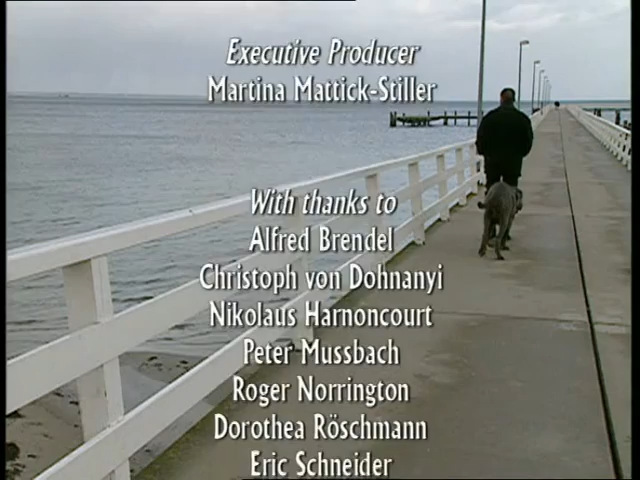 Executive Producer
Martina Mattick-Stiller
With thanks to
Alfred Brendel
Christoph von Dohnanyi
Nikolaus Harnoncourt
Peter Mussbach
Roger Norrington
Dorothea Röschmann
Eric Schneider